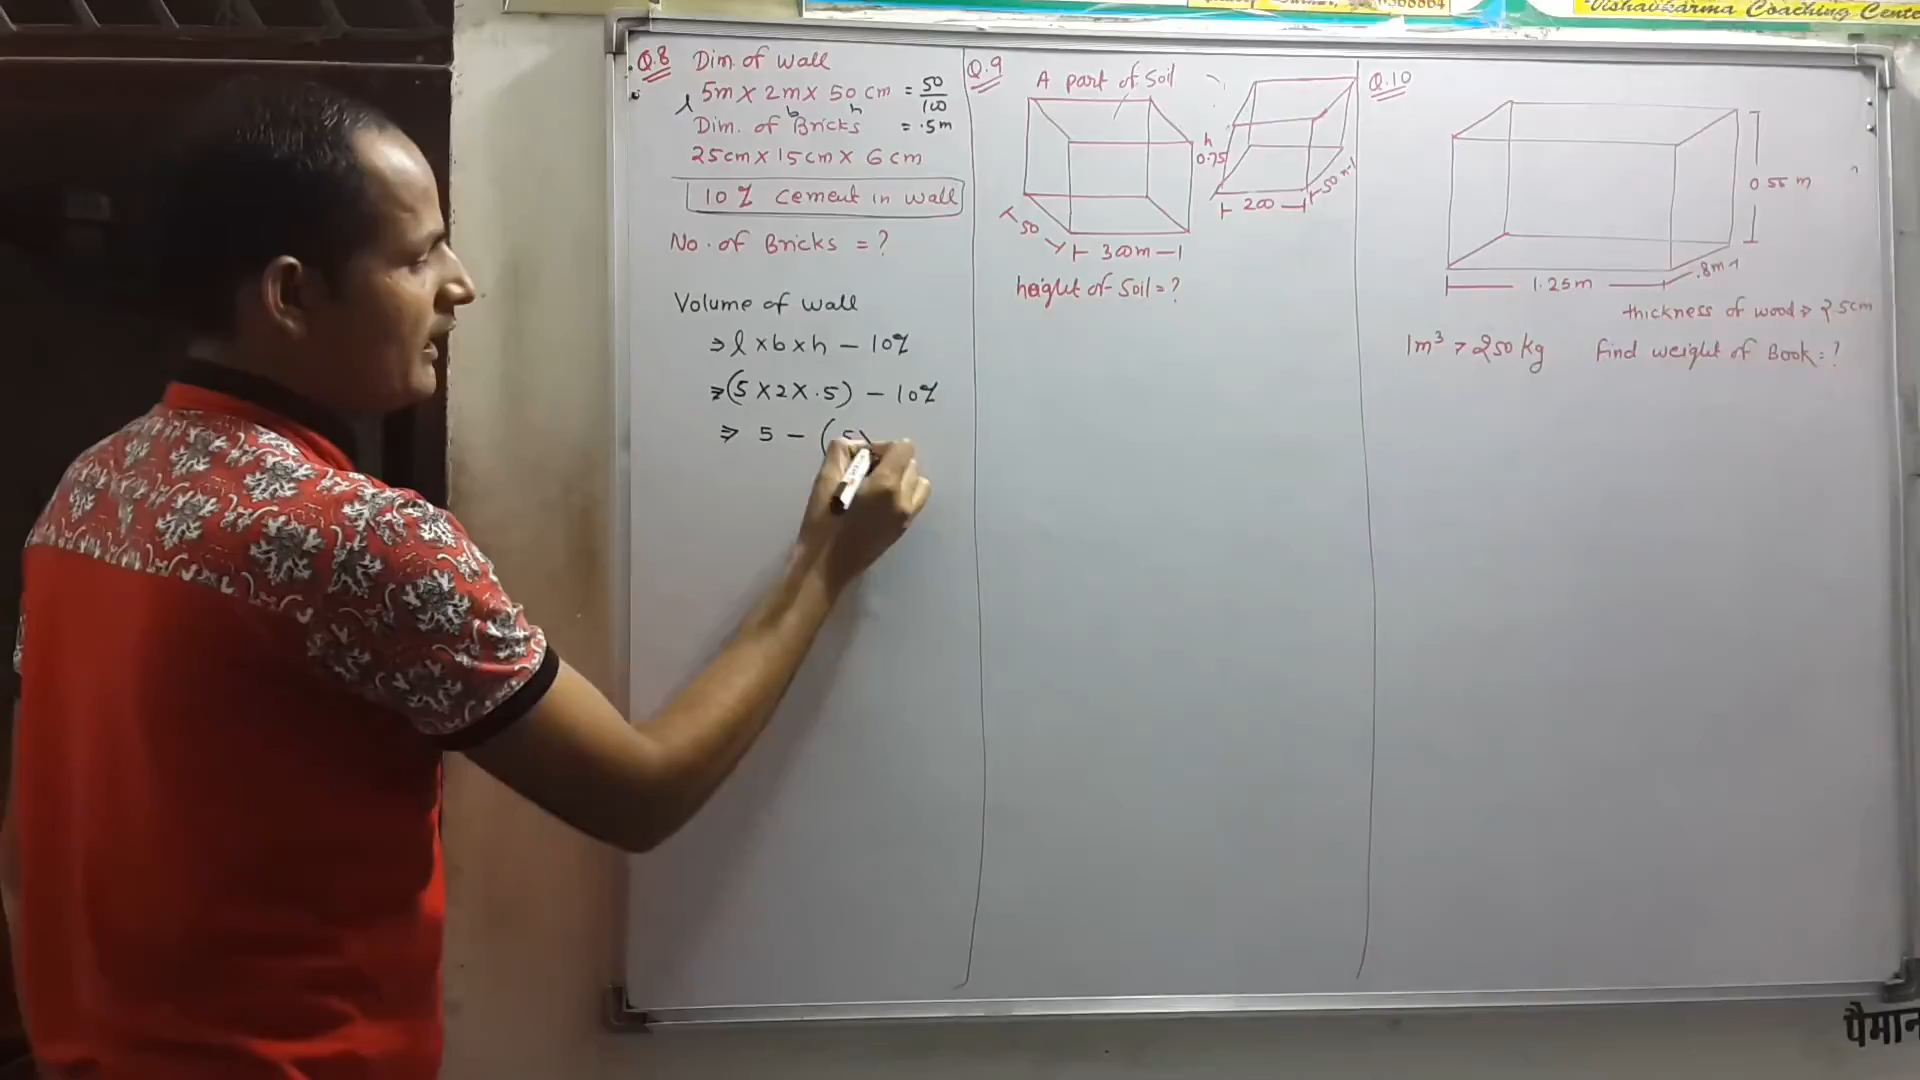 Vishavkarma Coaching Cente
Q.8 Dim of wall
l 5m × 2m × 50 cm = 50/100
b h
Dim. of Bricks = .5m
25cm × 15cm × 6 cm
10 % cement in wall
No. of Bricks = ?
Volume of wall
⇒ l × b × h - 10%
⇒ (5 × 2 × .5) - 10%
⇒ 5 - (5)
Q.9 A part of Soil
h
0.75
50 m
200
50
300m
height of Soil = ?
Q.10
0 55 m
.8m
1.25m
thickness of wood > 2.5cm
1m³ > 250 kg Find weight of Book = ?
पैमान